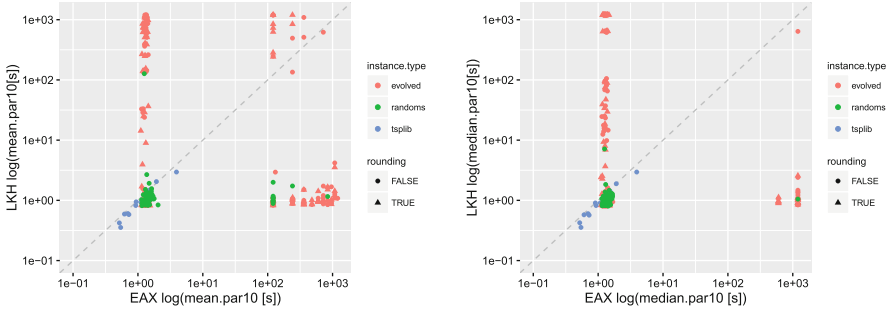 1e+03
1e+02
1e+01
1e+00
1e−01
LKH log(mean.par10[s])
1e−01 1e+00 1e+01 1e+02 1e+03
EAX log(mean.par10 [s])
instance.type
evolved
randoms
tsplib
rounding
FALSE
TRUE
1e+03
1e+02
1e+01
1e+00
1e−01
LKH log(median.par10[s])
1e−01 1e+00 1e+01 1e+02 1e+03
EAX log(median.par10 [s])
instance.type
evolved
randoms
tsplib
rounding
FALSE
TRUE